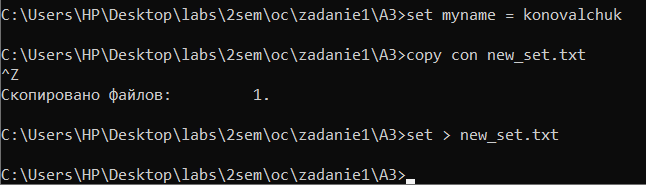 C:\Users\HP\Desktop\labs\2sem\oc\zadanie1\A3>set myname = konovalchuk
C:\Users\HP\Desktop\labs\2sem\oc\zadanie1\A3>copy con new_set.txt
^Z
Скопировано файлов:         1.
C:\Users\HP\Desktop\labs\2sem\oc\zadanie1\A3>set > new_set.txt
C:\Users\HP\Desktop\labs\2sem\oc\zadanie1\A3>